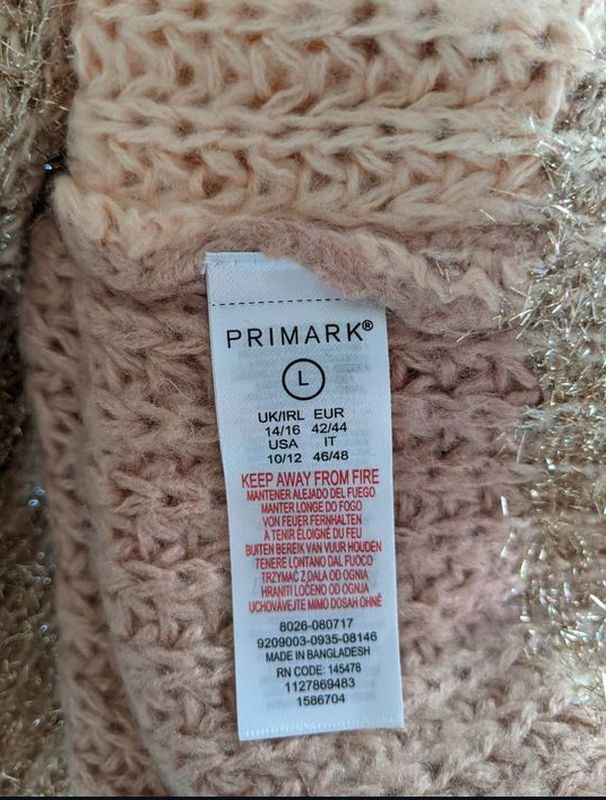 PRIMARK®
L
UK/IRL EUR
14/16 42/44
USA IT
10/12 46/48
KEEP AWAY FROM FIRE
MANTENER ALEJADO DEL FUEGO
MANTER LONGE DO FOGO
VON FEUER FERNHALTEN
A TENIR ÉLOIGNÉ DU FEU
BUITEN BEREIK VAN VUUR HOUDEN
TENERE LONTANO DAL FUOCO
TRZYMAĆ Z DALA OD OGNIA
HRANITI LOČENO OD OGNJA
UCHOVÁVEJTE MIMO DOSAH OHNĚ
8026-080717
9209003-0935-08146
MADE IN BANGLADESH
RN CODE: 145478
1127869483
1586704